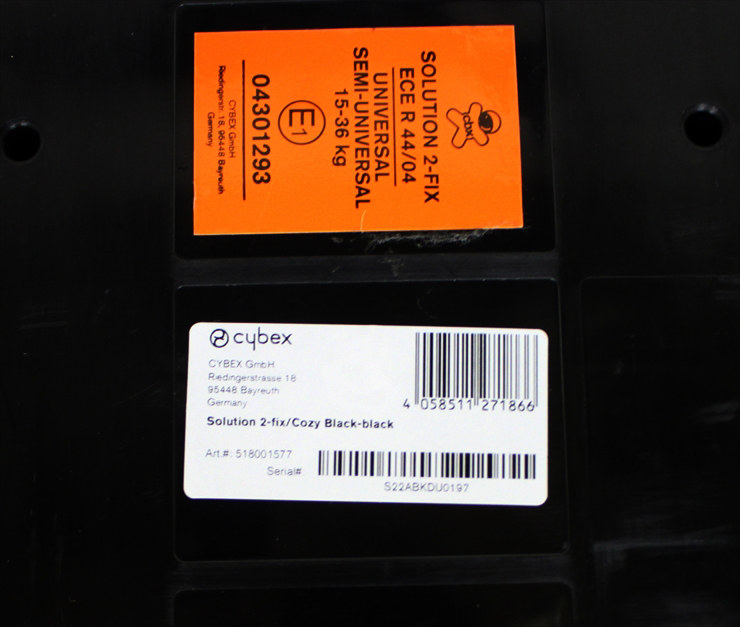 cbx
SOLUTION 2-FIX
ECE R 44/04
UNIVERSAL
SEMI-UNIVERSAL
15-36 kg
E1
04301293
CYBEX GmbH
Riedingerstr. 18, 95448 Bayreuth
Germany
cybex
CYBEX GmbH
Riedingerstrasse 18
95448 Bayreuth
Germany
4 058511 271866
Solution 2-fix/Cozy Black-black
Art.#: 518001577
Serial#
S22ABKDU0197